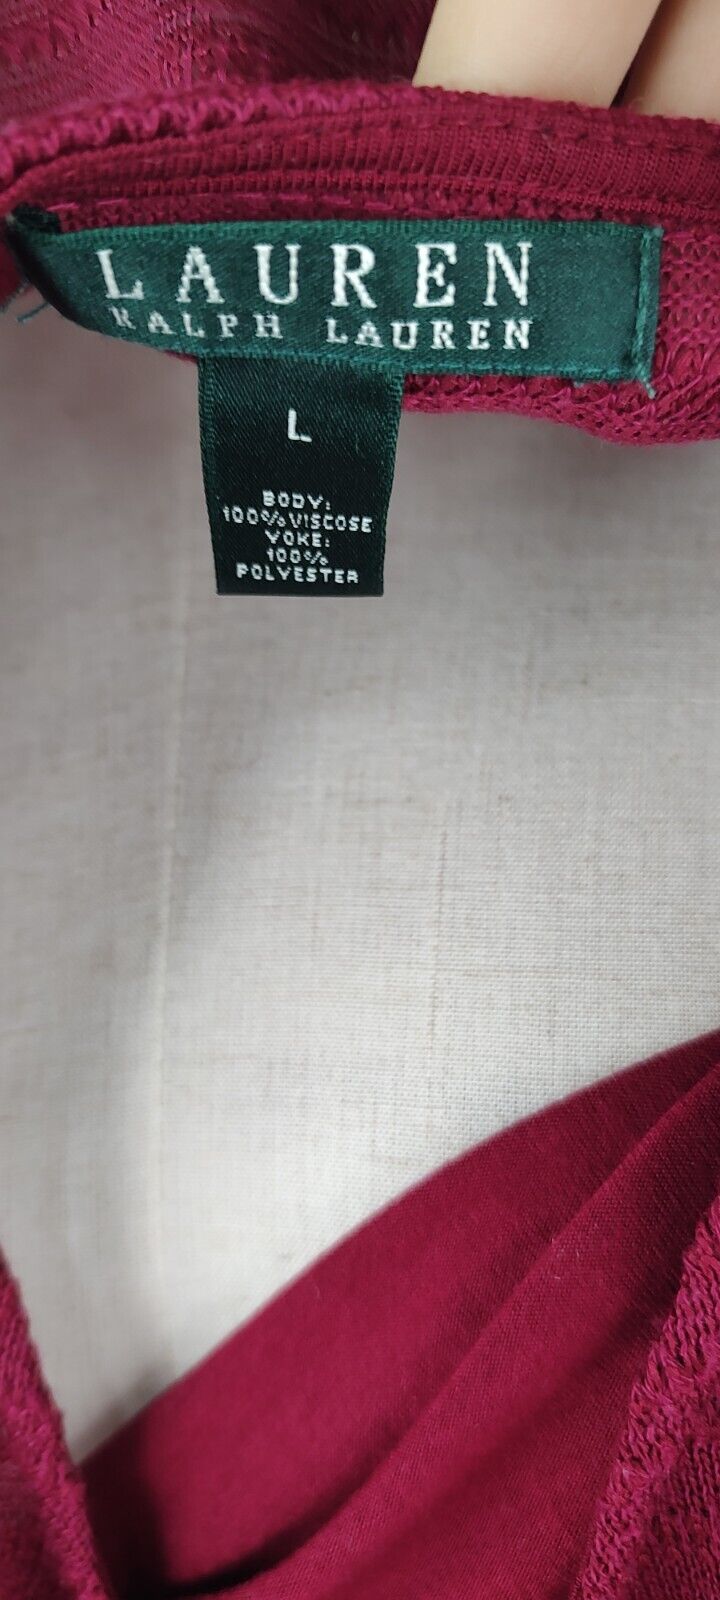 LAUREN
RALPH LAUREN
L
BODY:
100% VISCOSE
YOKE:
100%
POLYESTER